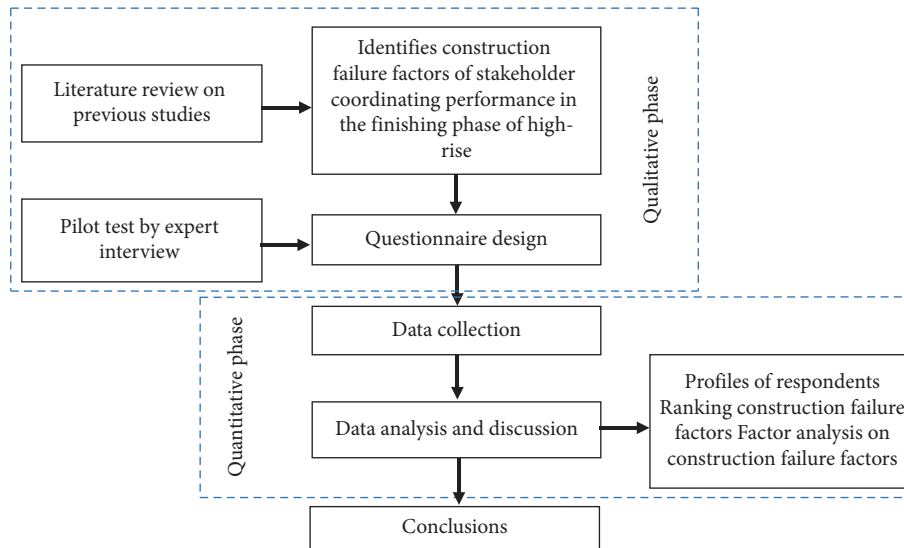 Literature review on
previous studies
Identifies construction
failure factors of stakeholder
coordinating performance in
the finishing phase of high-
rise
Qualitative phase
Pilot test by expert
interview
Questionnaire design
Quantitative phase
Data collection
Data analysis and discussion
Profiles of respondents
Ranking construction failure
factors Factor analysis on
construction failure factors
Conclusions